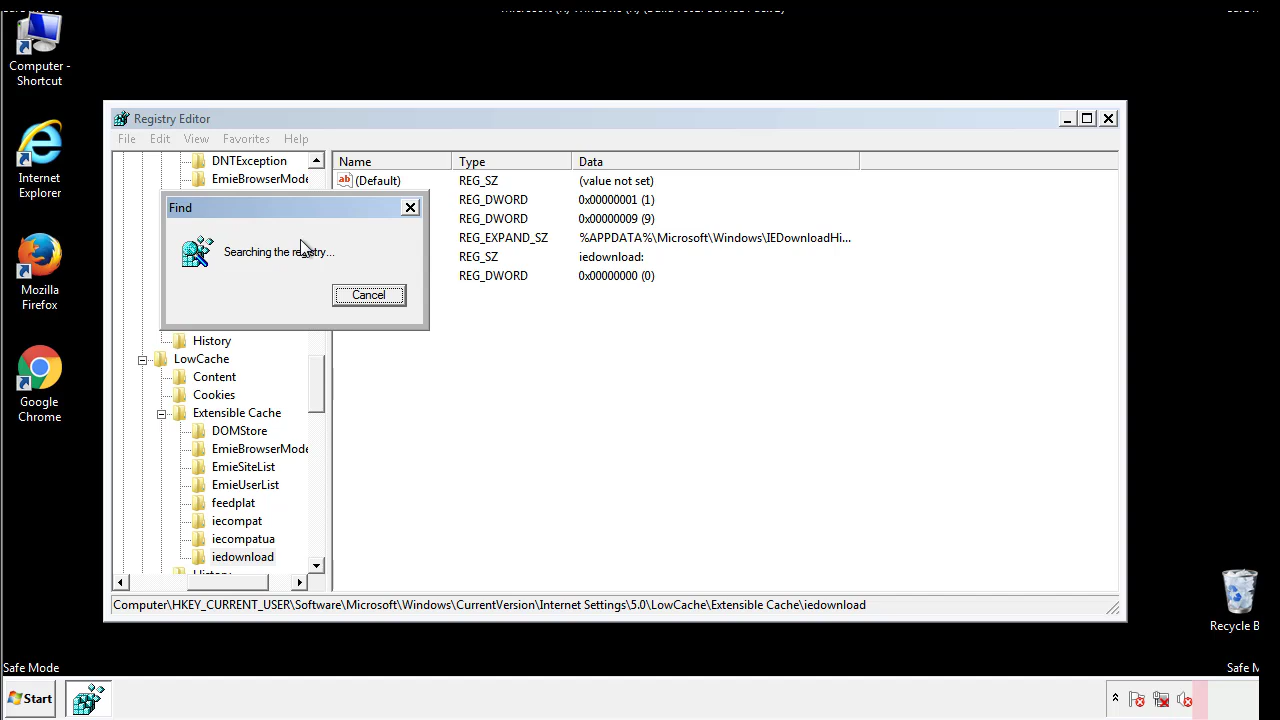 Safe Mode
Computer -
Shortcut
Internet
Explorer
Mozilla
Firefox
Google
Chrome
Registry Editor
File Edit View Favorites Help
DNTException
EmieBrowserMode
History
LowCache
Content
Cookies
Extensible Cache
DOMStore
EmieBrowserMode
EmieSiteList
EmieUserList
feedplat
iecompat
iecompatua
iedownload
Name Type Data
ab (Default) REG_SZ (value not set)
REG_DWORD 0x00000001 (1)
REG_DWORD 0x00000009 (9)
REG_EXPAND_SZ %APPDATA%\Microsoft\Windows\IEDownloadHi...
REG_SZ iedownload:
REG_DWORD 0x00000000 (0)
Find
Searching the registry...
Cancel
Computer\HKEY_CURRENT_USER\Software\Microsoft\Windows\CurrentVersion\Internet Settings\5.0\LowCache\Extensible Cache\iedownload
Recycle B
Safe Mode
Safe M
Start